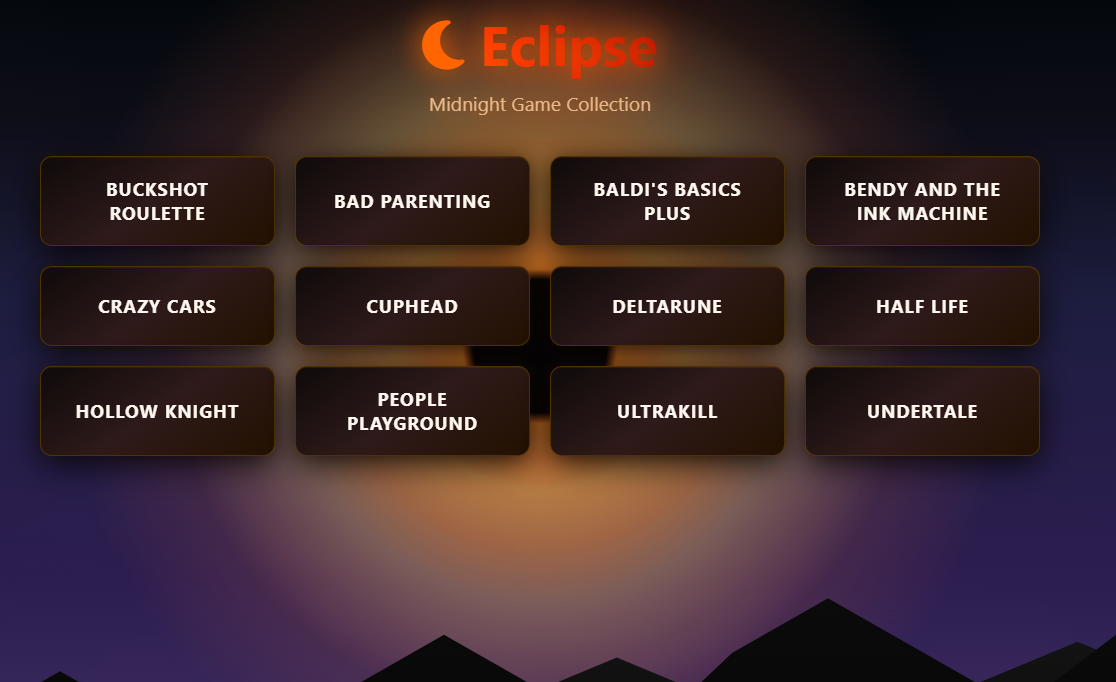 Eclipse
Midnight Game Collection
BUCKSHOT
ROULETTE
BAD PARENTING
BALDI'S BASICS
PLUS
BENDY AND THE
INK MACHINE
CRAZY CARS
CUPHEAD
DELTARUNE
HALF LIFE
HOLLOW KNIGHT
PEOPLE
PLAYGROUND
ULTRAKILL
UNDERTALE